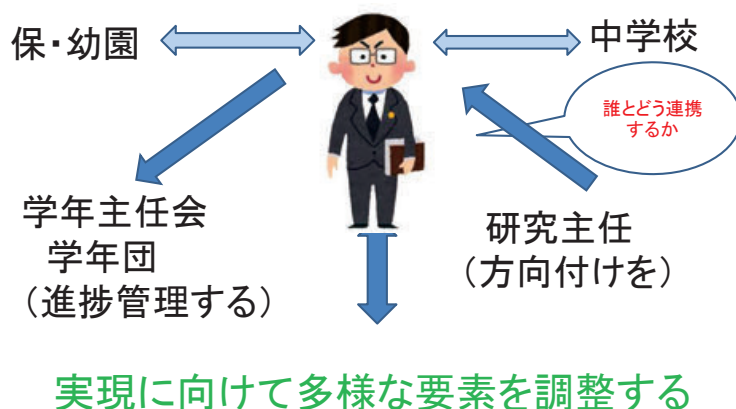 保・幼園
中学校
誰とどう連携
するか
学年主任会
学年団
（進捗管理する）
研究主任
（方向付けを）
実現に向けて多様な要素を調整する